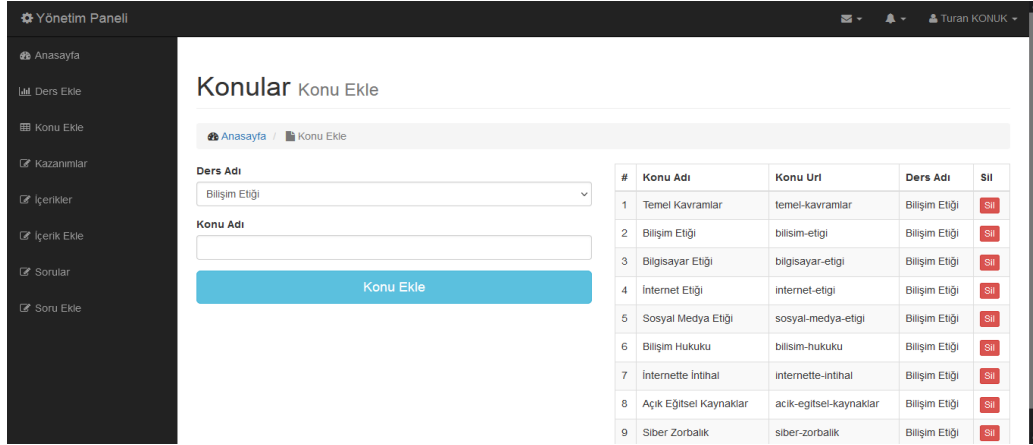 Yönetim Paneli
Turan KONUK
Anasayfa
Ders Ekle
Konu Ekle
Kazanımlar
İçerikler
İçerik Ekle
Sorular
Soru Ekle
Konular Konu Ekle
Anasayfa / Konu Ekle
Ders Adı
Bilişim Etiği
Konu Adı
Konu Ekle
# Konu Adı Konu Url Ders Adı Sil
1 Temel Kavramlar temel-kavramlar Bilişim Etiği Sil
2 Bilişim Etiği bilisim-etigi Bilişim Etiği Sil
3 Bilgisayar Etiği bilgisayar-etigi Bilişim Etiği Sil
4 İnternet Etiği internet-etigi Bilişim Etiği Sil
5 Sosyal Medya Etiği sosyal-medya-etigi Bilişim Etiği Sil
6 Bilişim Hukuku bilisim-hukuku Bilişim Etiği Sil
7 İnternette İntihal internette-intihal Bilişim Etiği Sil
8 Açık Eğitsel Kaynaklar acik-egitsel-kaynaklar Bilişim Etiği Sil
9 Siber Zorbalık siber-zorbalik Bilişim Etiği Sil